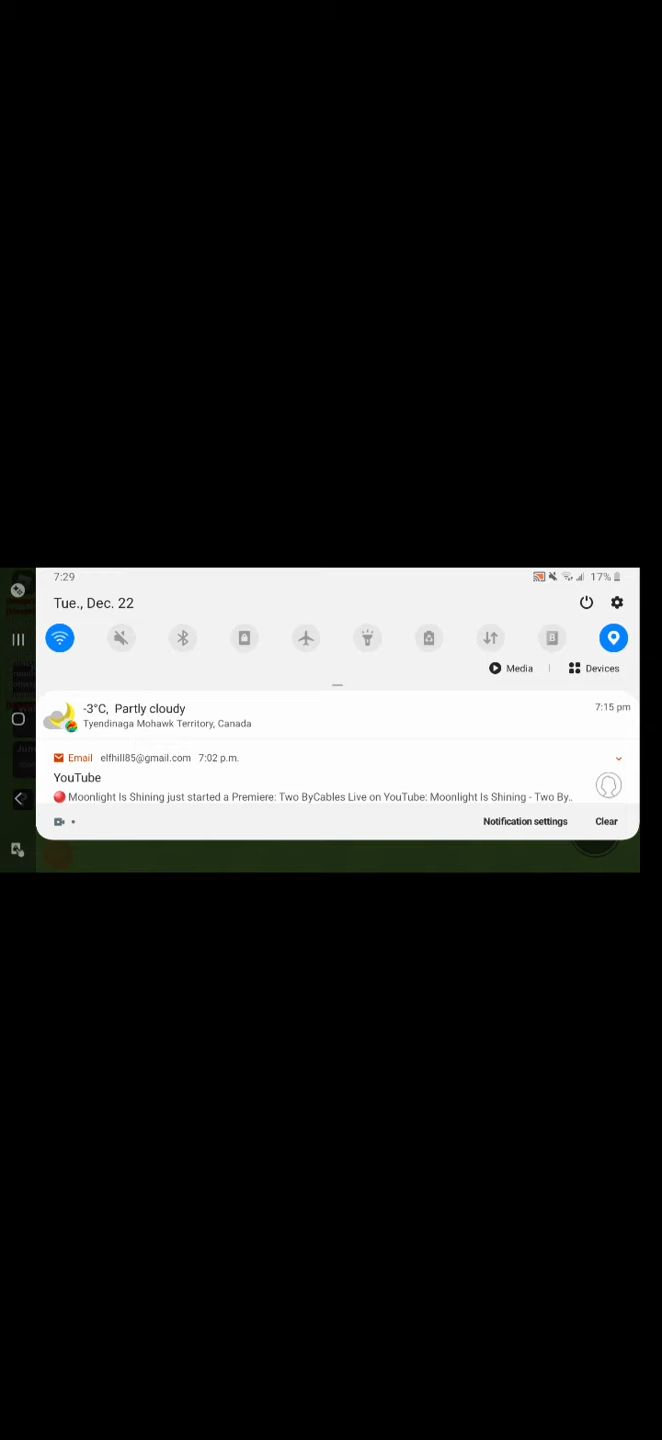 7:29
17%
Tue., Dec. 22
Media
Devices
-3°C, Partly cloudy
7:15 pm
Tyendinaga Mohawk Territory, Canada
Email elfhill85@gmail.com 7:02 p.m.
YouTube
Moonlight Is Shining just started a Premiere: Two ByCables Live on YouTube: Moonlight Is Shining - Two By..
Notification settings
Clear